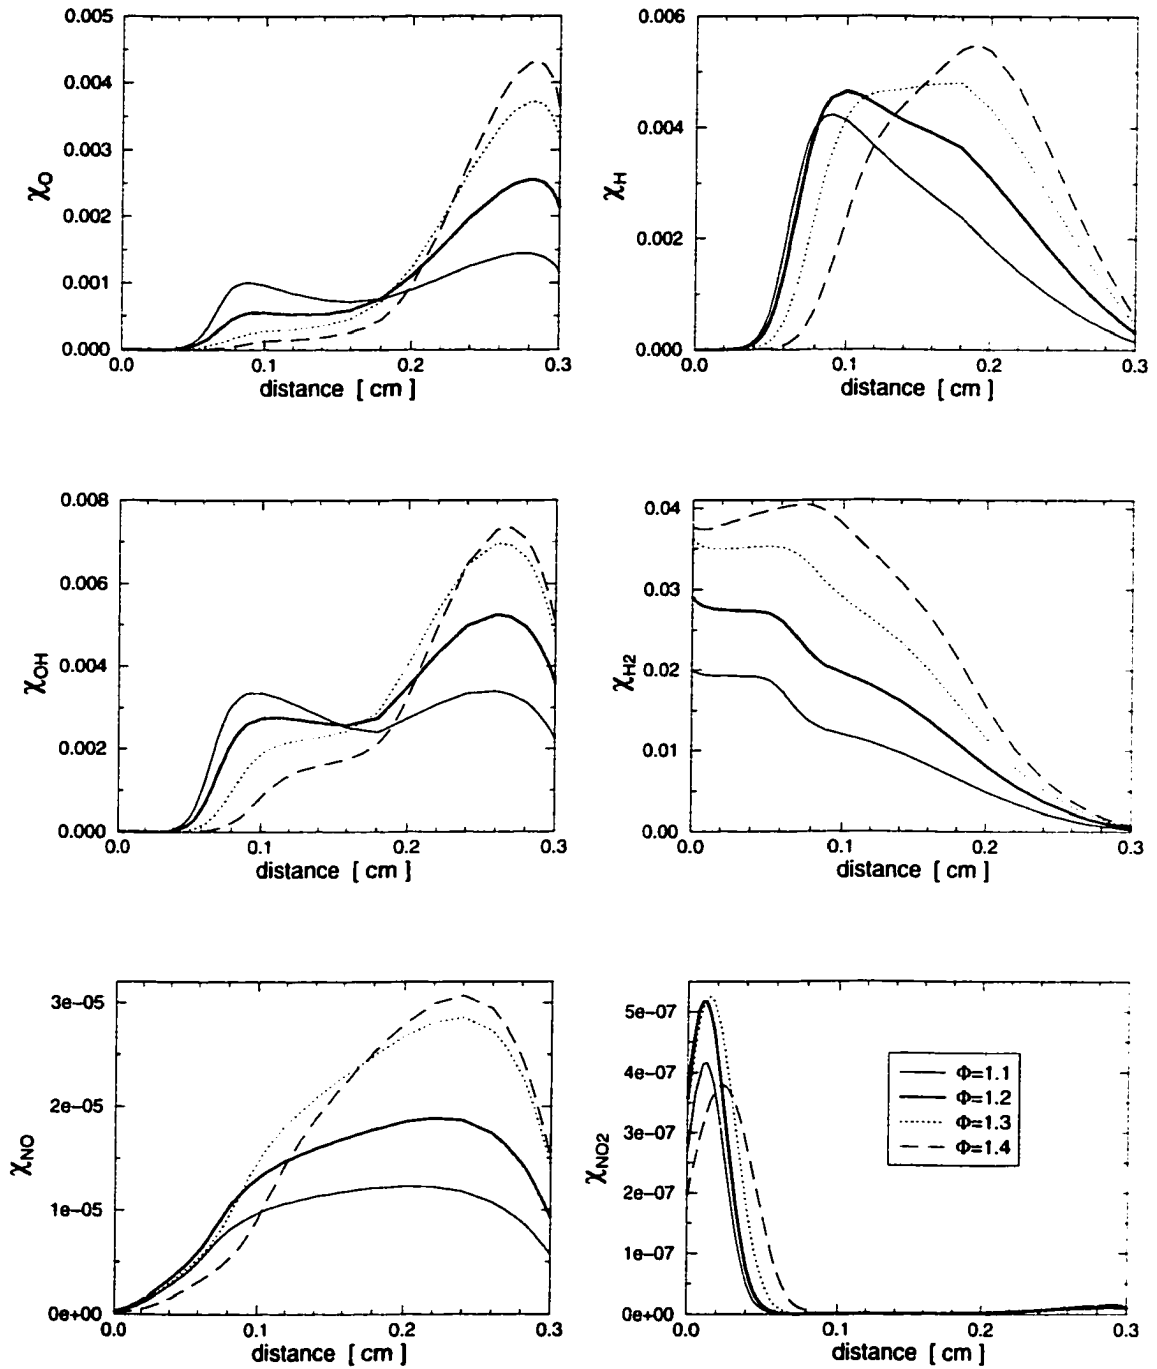 0.005
0.004
0.003
0.002
0.001
0.000
χO
0.0 0.1 0.2 0.3
distance [ cm ]
0.006
0.004
0.002
0.000
χH
0.0 0.1 0.2 0.3
distance [ cm ]
0.008
0.006
0.004
0.002
0.000
χOH
0.0 0.1 0.2 0.3
distance [ cm ]
0.04
0.03
0.02
0.01
0.00
χH2
0.0 0.1 0.2 0.3
distance [ cm ]
3e−05
2e−05
1e−05
0e+00
χNO
0.0 0.1 0.2 0.3
distance [ cm ]
5e−07
4e−07
3e−07
2e−07
1e−07
0e+00
χNO2
Φ=1.1
Φ=1.2
Φ=1.3
Φ=1.4
0.0 0.1 0.2 0.3
distance [ cm ]